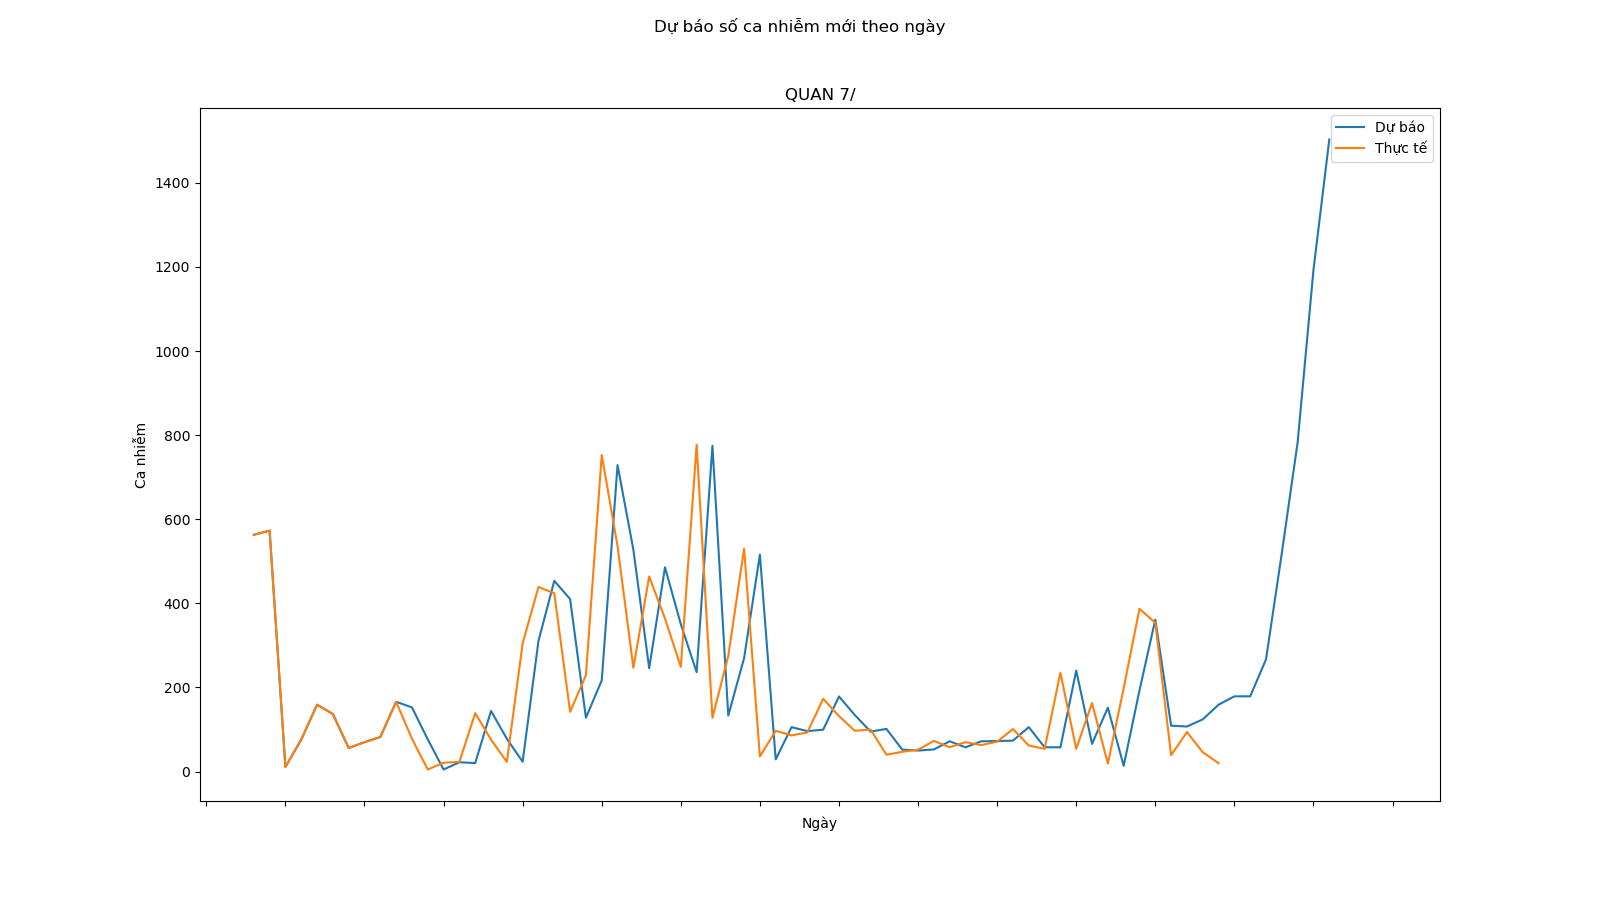 Dự báo số ca nhiễm mới theo ngày
QUAN 7/
Dự báo
Thực tế
1400
1200
1000
800
600
400
200
0
Ca nhiễm
Ngày